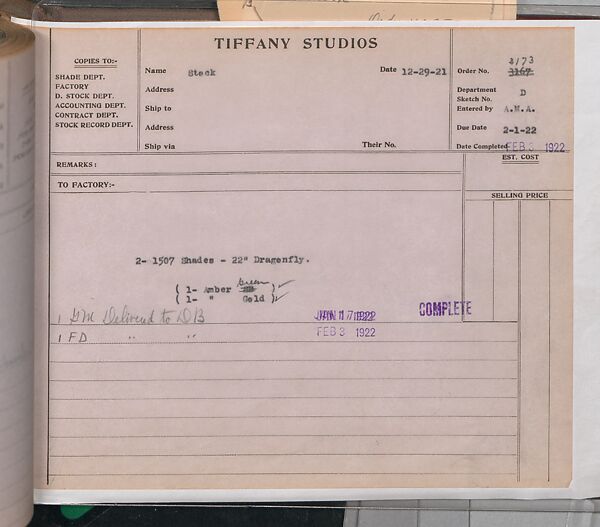 TIFFANY STUDIOS
COPIES TO:-
SHADE DEPT.
FACTORY
D. STOCK DEPT.
ACCOUNTING DEPT.
CONTRACT DEPT.
STOCK RECORD DEPT.
Name Stock Date 12-29-21
Address
Ship to
Address
Ship via Their No.
3/73
Order No. 3167
Department D
Sketch No.
Entered by A.M.A.
Due Date 2-1-22
Date Completed FEB 3 1922
REMARKS:
EST. COST
TO FACTORY:-
SELLING PRICE
2- 1507 Shades - 22" Dragonfly.
Green
( 1- Amber )
( 1- " Gold )
1 GM Delivered to DB JAN 17 1922 COMPLETE
1 FD " " FEB 3 1922